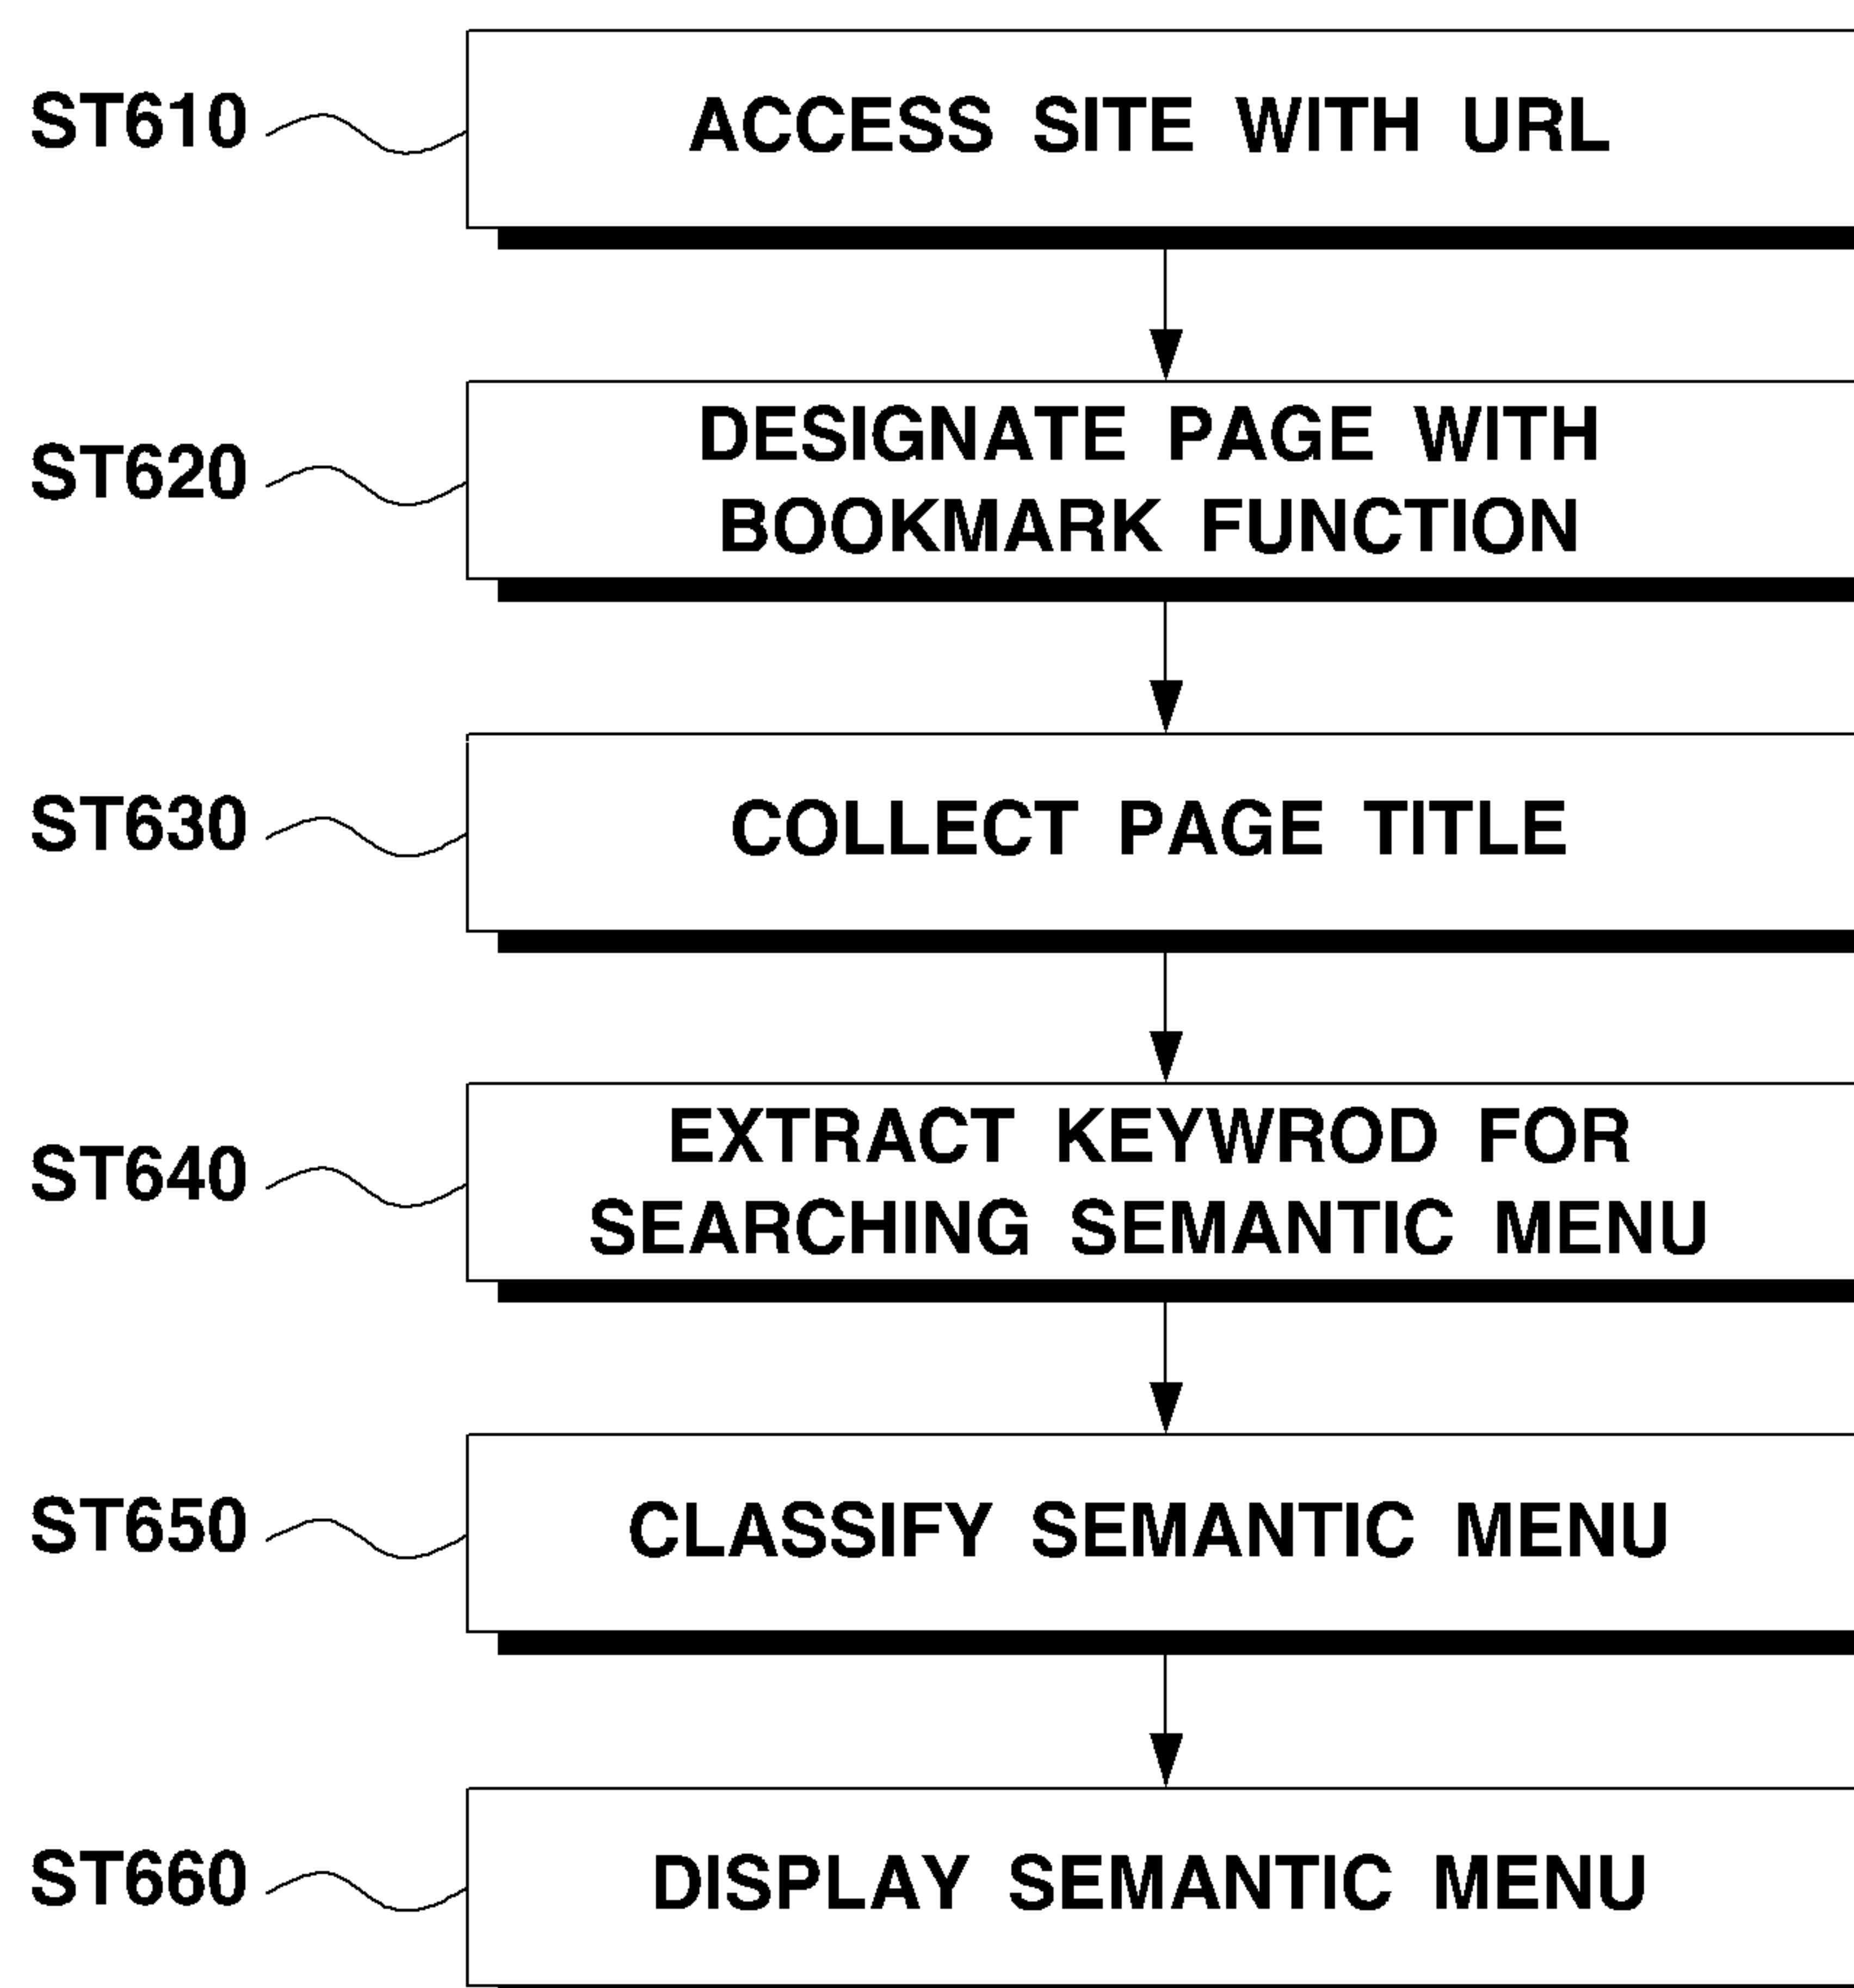 ST610
ACCESS SITE WITH URL
ST620
DESIGNATE PAGE WITH
BOOKMARK FUNCTION
ST630
COLLECT PAGE TITLE
ST640
EXTRACT KEYWROD FOR
SEARCHING SEMANTIC MENU
ST650
CLASSIFY SEMANTIC MENU
ST660
DISPLAY SEMANTIC MENU